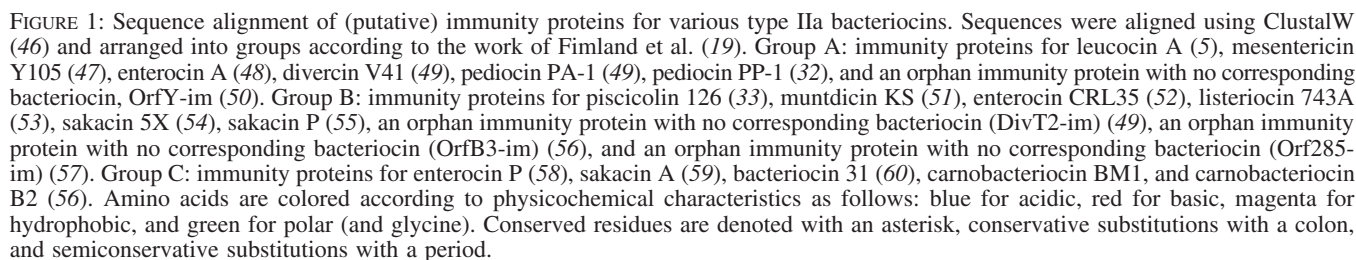 FIGURE 1: Sequence alignment of (putative) immunity proteins for various type IIa bacteriocins. Sequences were aligned using ClustalW
(46) and arranged into groups according to the work of Fimland et al. (19). Group A: immunity proteins for leucocin A (5), mesentericin
Y105 (47), enterocin A (48), divercin V41 (49), pediocin PA-1 (49), pediocin PP-1 (32), and an orphan immunity protein with no corresponding
bacteriocin, OrfY-im (50). Group B: immunity proteins for piscicolin 126 (33), mundticin KS (51), enterocin CRL35 (52), listeriocin 743A
(53), sakacin 5X (54), sakacin P (55), an orphan immunity protein with no corresponding bacteriocin (DivT2-im) (49), an orphan immunity
protein with no corresponding bacteriocin (OrfB3-im) (56), and an orphan immunity protein with no corresponding bacteriocin (Orf285-
im) (57). Group C: immunity proteins for enterocin P (58), sakacin A (59), bacteriocin 31 (60), carnobacteriocin BM1, and carnobacteriocin
B2 (56). Amino acids are colored according to physicochemical characteristics as follows: blue for acidic, red for basic, magenta for
hydrophobic, and green for polar (and glycine). Conserved residues are denoted with an asterisk, conservative substitutions with a colon,
and semiconservative substitutions with a period.